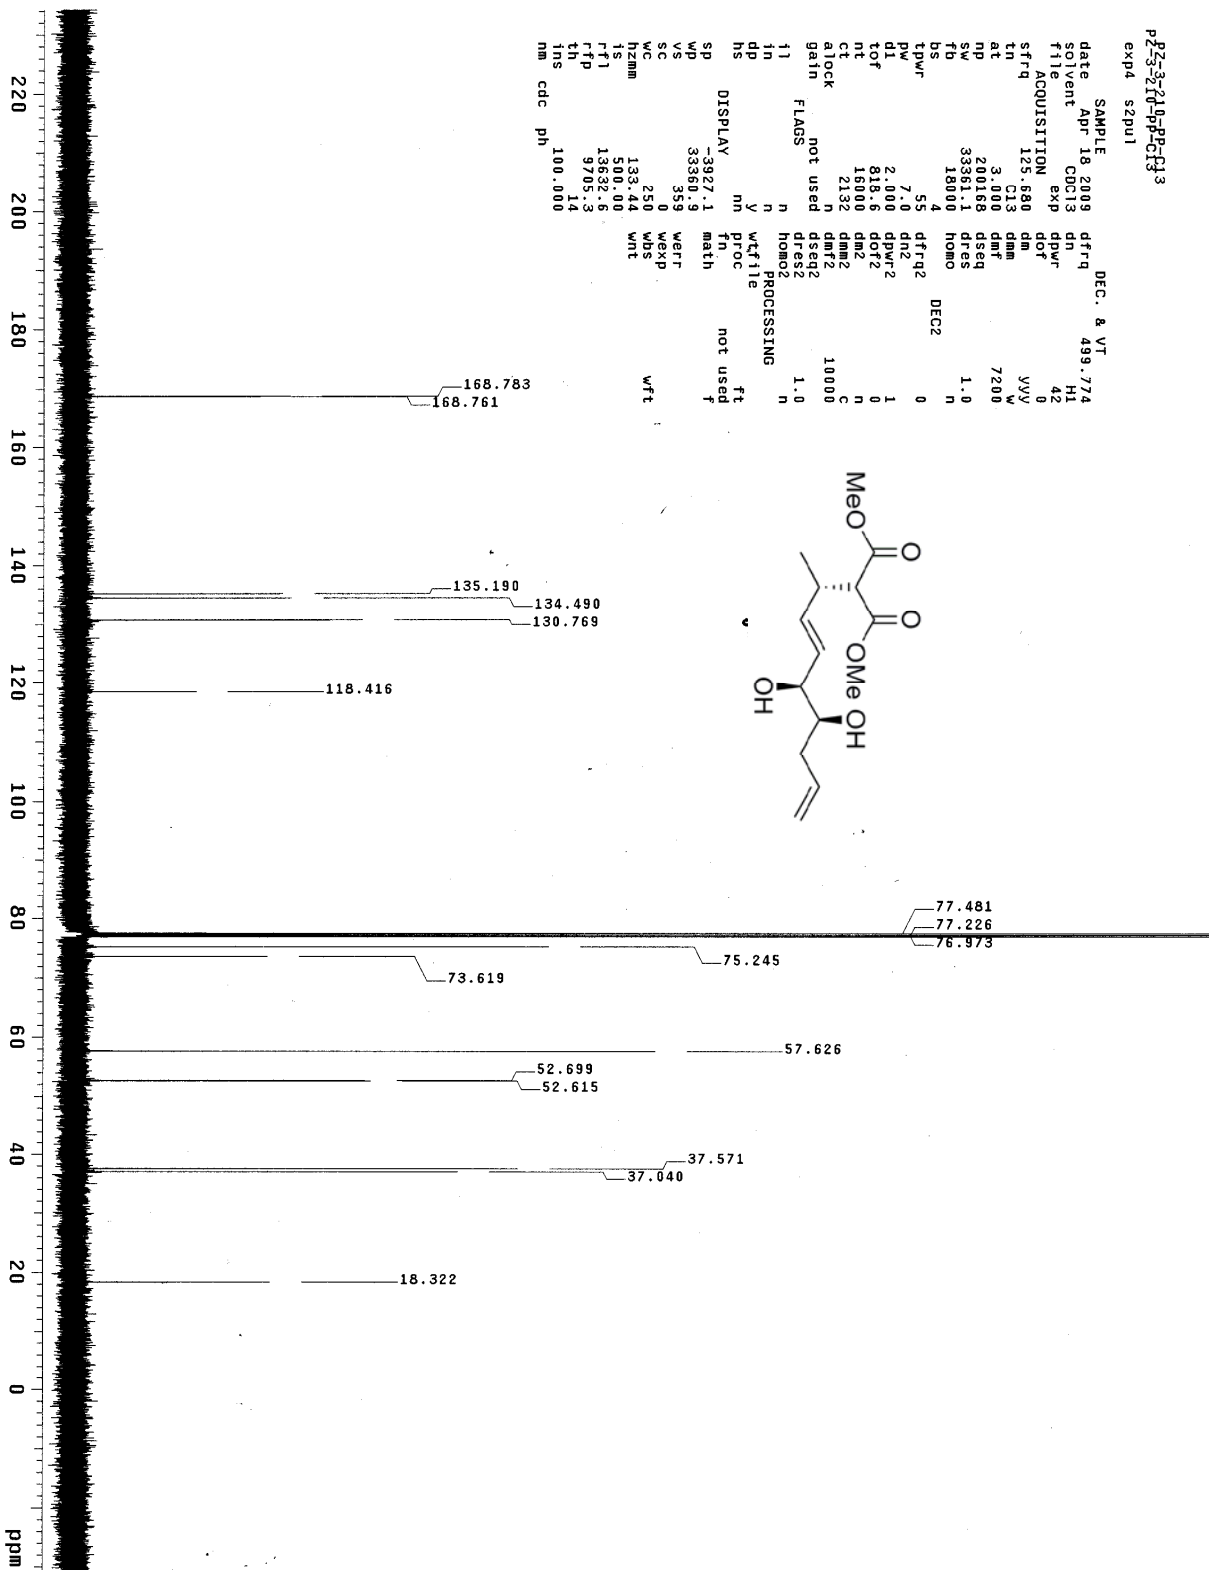 PZ-3-210-PP-C13
PZ-3-210-PP-C13
exp4 s2pul
SAMPLE DEC. & VT
date Apr 18 2009 dfrq 499.774
solvent CDCl3 dn H1
file exp dpwr 42
ACQUISITION dof 0
sfrq 125.680 dm yyy
tn C13 dmm w
at 3.000 dmf 7200
np 200168 dseq
sw 33361.1 dres 1.0
fb 18000 homo n
bs 4 DEC2
tpwr 55 dfrq2 0
pw 7.0 dn2
d1 2.000 dpwr2 1
tof 818.6 dof2 0
nt 16000 dm2 n
ct 2132 dmm2 c
alock n dmf2 10000
gain not used dseq2
FLAGS dres2 1.0
il n homo2 n
in n PROCESSING
dp y wtfile
hs nn proc ft
DISPLAY fn not used
sp -3927.1 math f
wp 33360.9
vs 359 werr
sc 0 wexp
wc 250 wbs
hzmm 133.44 wnt wft
is 500.00
rfl 13632.6
rfp 9705.3
th 14
ins 100.000
nm cdc ph
MeO
O
O
OMe
OH
OH
168.783
168.761
135.190
134.490
130.769
118.416
77.481
77.226
76.973
75.245
73.619
57.626
52.699
52.615
37.571
37.040
18.322
220 200 180 160 140 120 100 80 60 40 20 0 ppm